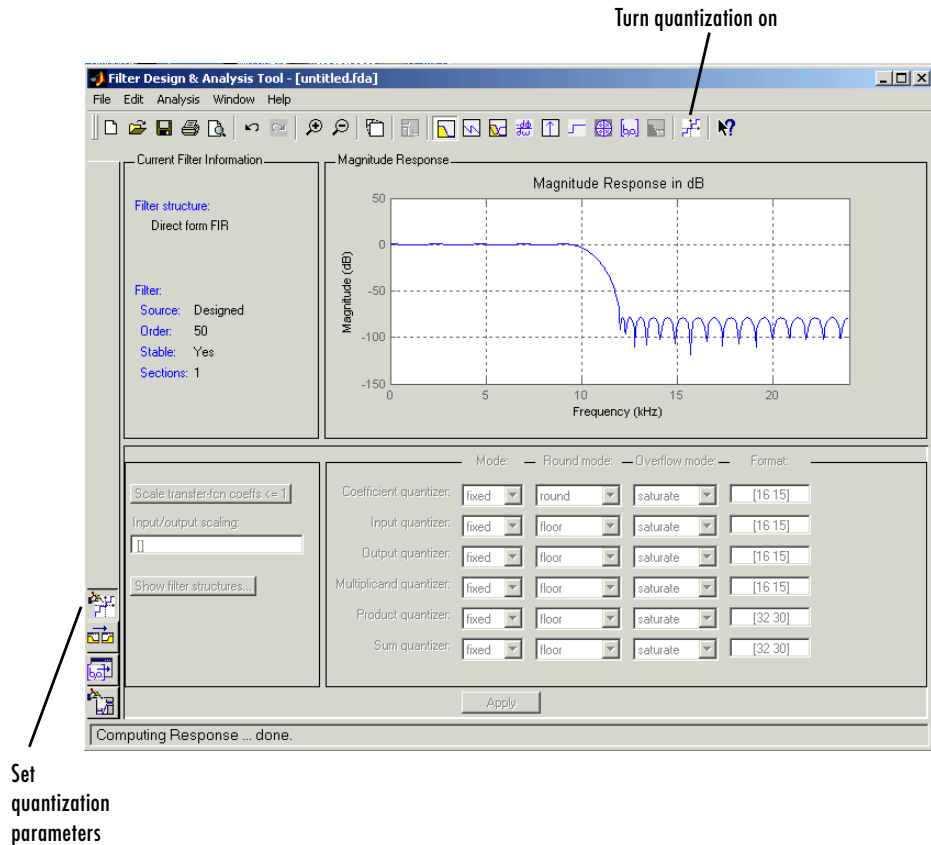 Turn quantization on
Filter Design & Analysis Tool - [untitled.fda]
File Edit Analysis Window Help
Current Filter Information
Filter structure:
Direct form FIR
Filter:
Source: Designed
Order: 50
Stable: Yes
Sections: 1
Magnitude Response
Magnitude Response in dB
50
0
-50
-100
-150
Magnitude (dB)
0 5 10 15 20
Frequency (kHz)
Scale transfer-fcn coeffs <= 1
Input/output scaling:
[]
Show filter structures...
Mode: Round mode: Overflow mode: Format:
Coefficient quantizer: fixed round saturate [16 15]
Input quantizer: fixed floor saturate [16 15]
Output quantizer: fixed floor saturate [16 15]
Multiplicand quantizer: fixed floor saturate [16 15]
Product quantizer: fixed floor saturate [32 30]
Sum quantizer: fixed floor saturate [32 30]
Apply
Computing Response ... done.
Set
quantization
parameters